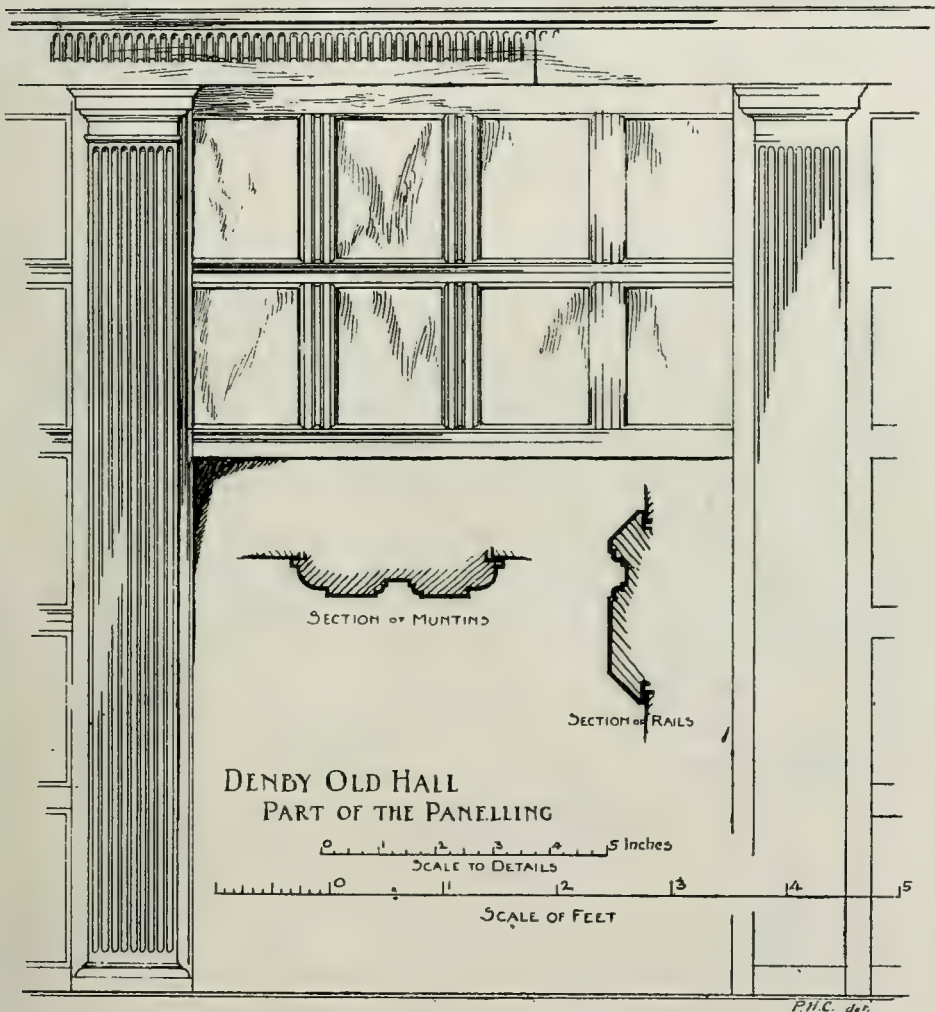 SECTION OF MUNTINS
SECTION OF RAILS
DENBY OLD HALL
PART OF THE PANELLING
0 1 2 3 4 5 Inches
SCALE TO DETAILS
0 1 2 3 4 5
SCALE OF FEET
P.H.C. del.